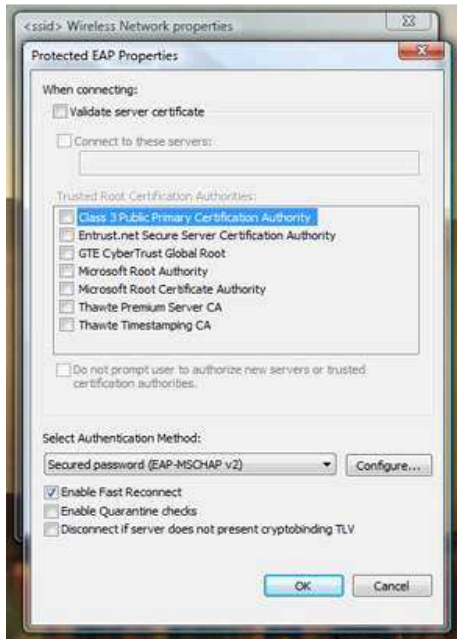 <ssid> Wireless Network properties
Protected EAP Properties
When connecting:
Validate server certificate
Connect to these servers:
Trusted Root Certification Authorities:
Class 3 Public Primary Certification Authority
Entrust.net Secure Server Certification Authority
GTE CyberTrust Global Root
Microsoft Root Authority
Microsoft Root Certificate Authority
Thawte Premium Server CA
Thawte Timestamping CA
Do not prompt user to authorize new servers or trusted
certification authorities.
Select Authentication Method:
Secured password (EAP-MSCHAP v2)
Configure...
Enable Fast Reconnect
Enable Quarantine checks
Disconnect if server does not present cryptobinding TLV
OK
Cancel